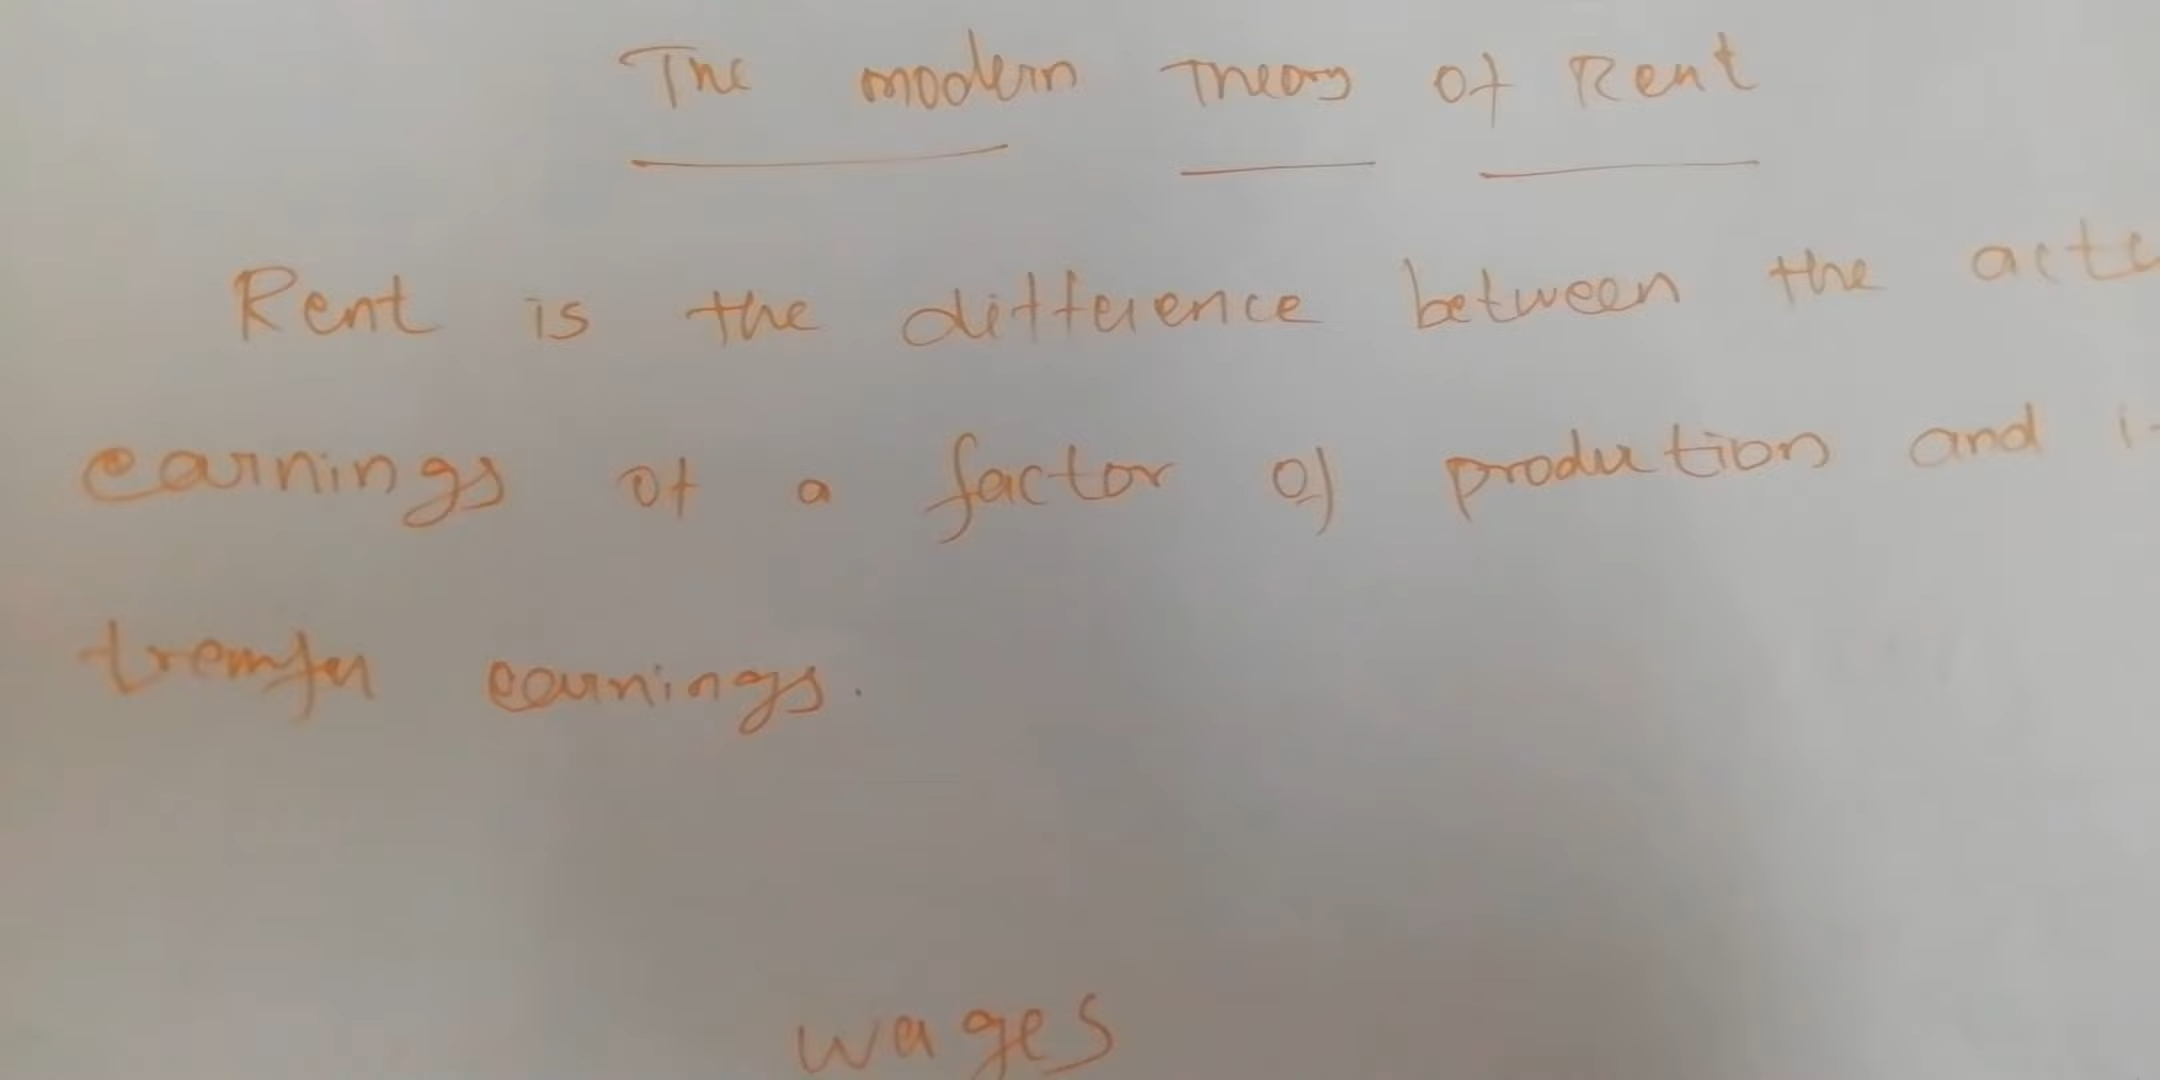 The modern Theory of Rent
Rent is the difference between the
earnings of a factor of production and
transfer earnings.
wages